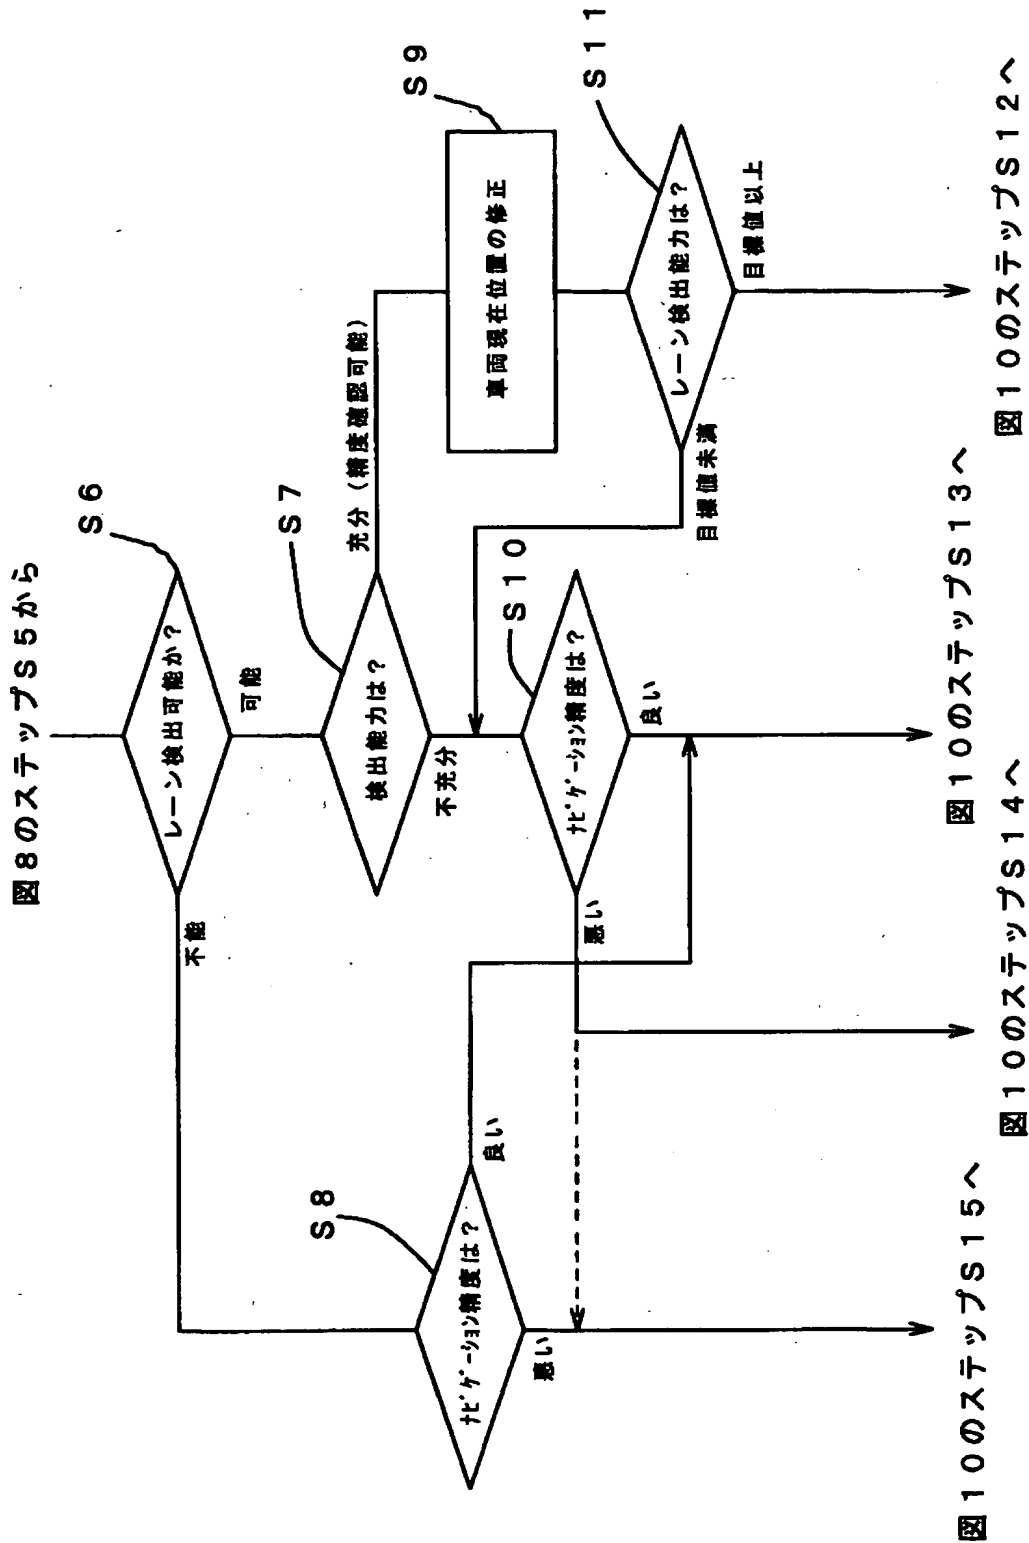 図８のステップＳ５から
Ｓ６
レーン検出可能か？
不能
可能
Ｓ７
検出能力は？
充分（精度確認可能）
不充分
Ｓ８
ﾅﾋﾞｹﾞｰｼｮﾝ精度は？
良い
悪い
Ｓ９
車両現在位置の修正
Ｓ１０
ﾅﾋﾞｹﾞｰｼｮﾝ精度は？
悪い
良い
Ｓ１１
レーン検出能力は？
目標値未満
目標値以上
図１０のステップＳ１５へ
図１０のステップＳ１４へ
図１０のステップＳ１３へ
図１０のステップＳ１２へ